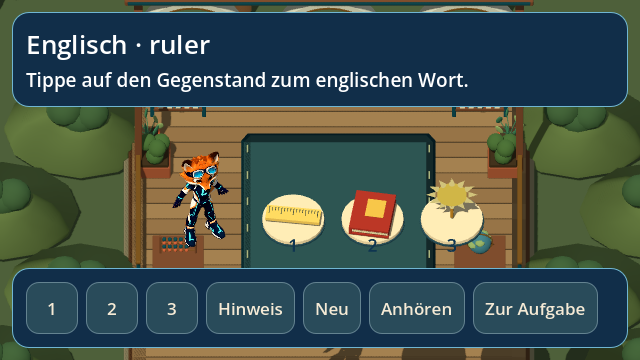 Englisch · ruler
Tippe auf den Gegenstand zum englischen Wort.
1 2 3
1 2 3 Hinweis Neu Anhören Zur Aufgabe